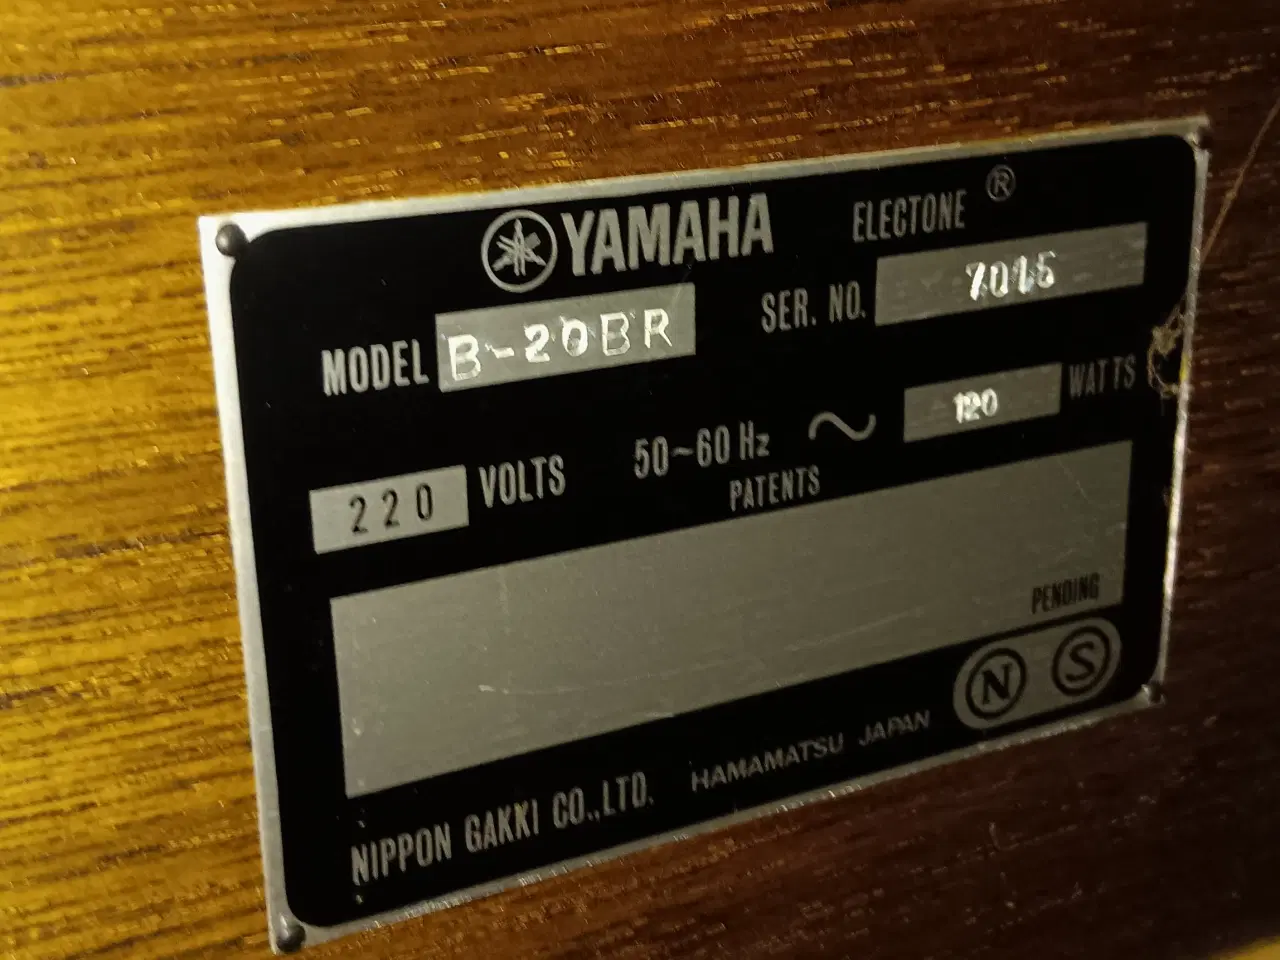 YAMAHA ELECTONE ®
MODEL B-20BR SER. NO. 7015
220 VOLTS 50~60 Hz ~ 120 WATTS
PATENTS
PENDING
N S
NIPPON GAKKI CO.,LTD. HAMAMATSU JAPAN